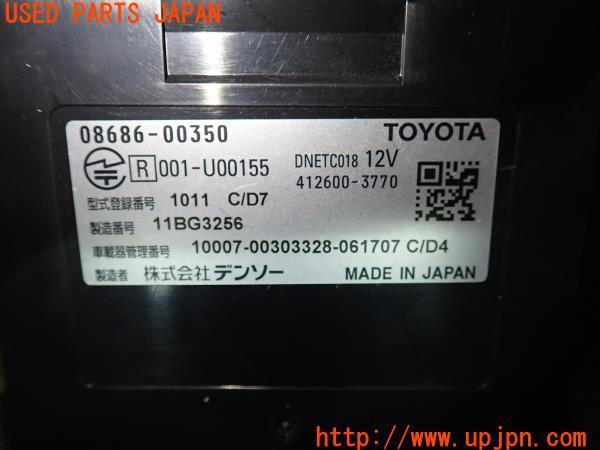 USED PARTS JAPAN
08686-00350 TOYOTA
R 001-U00155 DNETC018 12V
412600-3770
型式登録番号 1011 C/D7
製造番号 11BG3256
車載器管理番号 10007-00303328-061707 C/D4
製造者 株式会社 デンソー MADE IN JAPAN
UPJ
http://www.upjpn.com